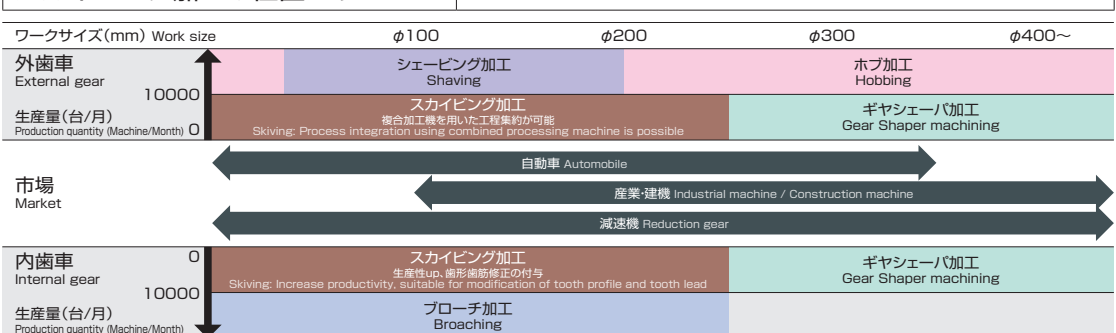 ワークサイズ(mm) Work size φ100 φ200 φ300 φ400～
外歯車
External gear
10000
生産量(台/月)
Production quantity (Machine/Month) 0
シェービング加工
Shaving
ホブ加工
Hobbing
スカイビング加工
複合加工機を用いた工程集約が可能
Skiving: Process integration using combined processing machine is possible
ギヤシェーパ加工
Gear Shaper machining
市場
Market
自動車 Automobile
産業・建機 Industrial machine / Construction machine
減速機 Reduction gear
内歯車
Internal gear
0
10000
生産量(台/月)
Production quantity (Machine/Month)
スカイビング加工
生産性up、歯形歯筋修正の付与
Skiving: Increase productivity, suitable for modification of tooth profile and tooth lead
ギヤシェーパ加工
Gear Shaper machining
ブローチ加工
Broaching